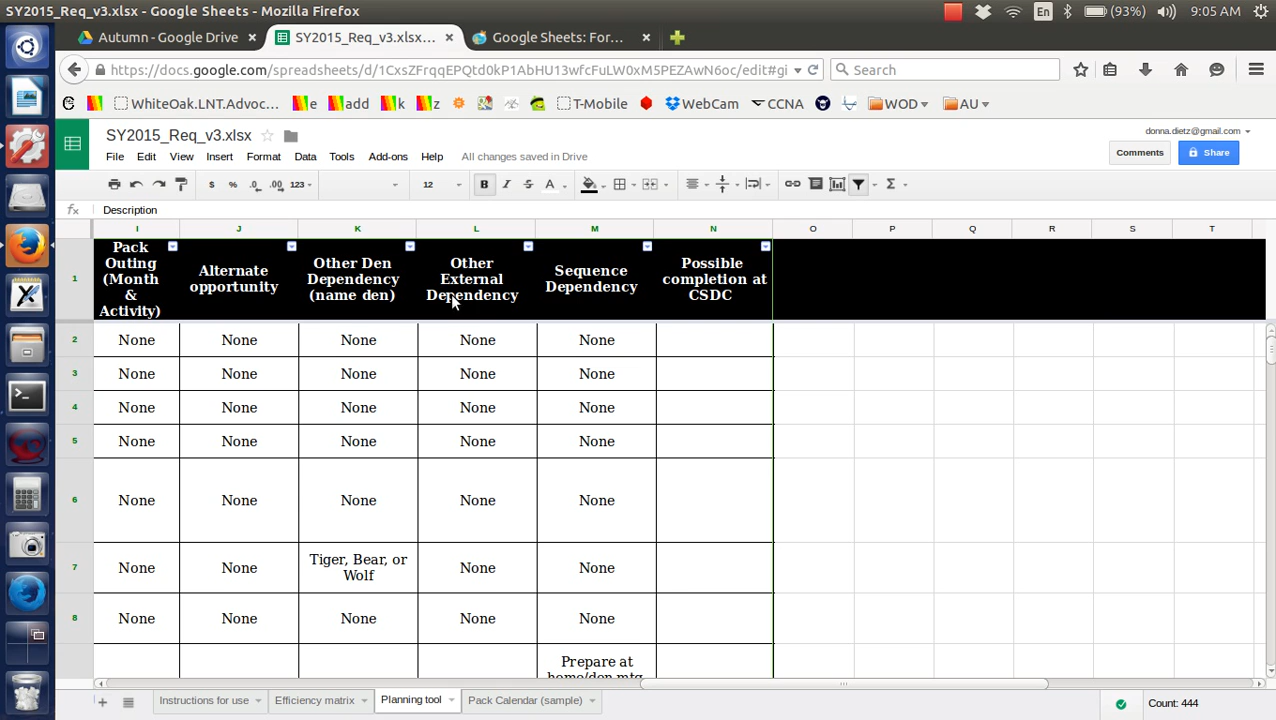 SY2015_Req_v3.xlsx - Google Sheets - Mozilla Firefox
En (93%) 9:05 AM
Autumn - Google Drive × SY2015_Req_v3.xlsx... × Google Sheets: For... ×
https://docs.google.com/spreadsheets/d/1CxsZFrqqEPQtd0kP1AbHU13wfcFuLW0xM5PEZAwN6oc/edit#gi
Search
WhiteOak.LNT.Advoc... e add k z T-Mobile WebCam CCNA WOD AU
SY2015_Req_v3.xlsx
donna.dietz@gmail.com
File Edit View Insert Format Data Tools Add-ons Help All changes saved in Drive
Comments Share
$ % .0 .00 123 12 B I S A Σ
fx Description
I J K L M N O P Q R S T
1 Pack Outing (Month & Activity) Alternate opportunity Other Den Dependency (name den) Other External Dependency Sequence Dependency Possible completion at CSDC
2 None None None None None
3 None None None None None
4 None None None None None
5 None None None None None
6 None None None None None
7 None None Tiger, Bear, or Wolf None None
8 None None None None None
Prepare at
home/den mtg
+ Instructions for use Efficiency matrix Planning tool Pack Calendar (sample) Count: 444